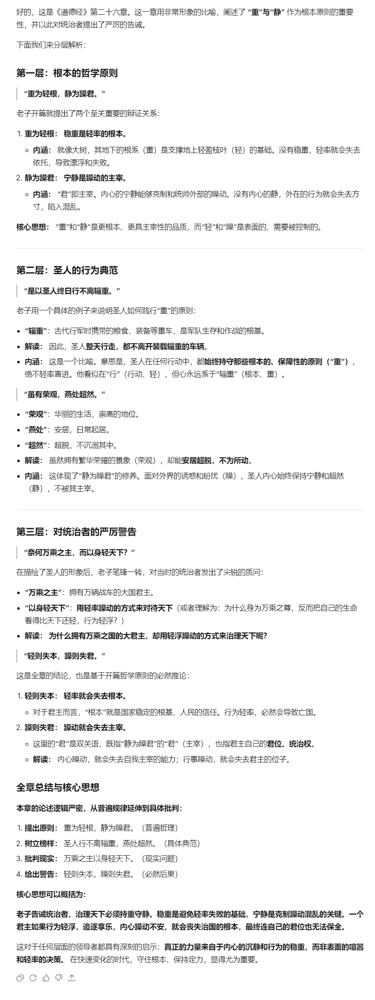 好的，这是《道德经》第二十六章。这一章用非常形象的比喻，阐述了 “重”与“静” 作为根本原则的重要
性，并以此对统治者提出了严厉的告诫。
下面我们来分层解析：
第一层：根本的哲学原则
“重为轻根，静为躁君。”
老子开篇就提出了两个至关重要的辩证关系：
1. 重为轻根： 稳重是轻率的根本。
内涵： 就像大树，其地下的根系（重）是支撑地上轻盈枝叶（轻）的基础。没有稳重，轻率就会失去
依托，导致漂浮和失败。
2. 静为躁君： 宁静是躁动的主宰。
内涵： “君”即主宰。内心的宁静能够克制和统帅外部的躁动。没有内心的静，外在的行为就会失去方
寸，陷入混乱。
核心思想： “重”和“静”是更根本、更具主宰性的品质，而“轻”和“躁”是表面的、需要被控制的。
第二层：圣人的行为典范
“是以圣人终日行不离辎重。”
老子用一个具体的例子来说明圣人如何践行“重”的原则：
• “辎重”：古代行军时携带的粮食、装备等重车，是军队生存和作战的根基。
• 解读： 因此，圣人整天行走，都不离开装载辎重的车辆。
• 内涵： 这是一个比喻。意思是，圣人在任何行动中，都始终持守那些根本的、保障性的原则（“重”），
绝不轻率冒进。他看似在“行”（行动、轻），但心永远系于“辎重”（根本、重）。
“虽有荣观，燕处超然。”
• “荣观”：华丽的生活，崇高的地位。
• “燕处”：安居，日常起居。
• “超然”：超脱，不沉溺其中。
• 解读： 虽然拥有繁华荣耀的景象（荣观），却能安居超脱，不为所动。
• 内涵： 这体现了“静为躁君”的修养。面对外界的诱惑和纷扰（躁），圣人内心始终保持宁静和超然
（静），不被其主宰。
第三层：对统治者的严厉警告
“奈何万乘之主，而以身轻天下？”
在描绘了圣人的形象后，老子笔锋一转，对当时的统治者发出了尖锐的质问：
• “万乘之主”：拥有万辆战车的大国君主。
• “以身轻天下”：用轻率躁动的方式来对待天下（或者理解为：为什么身为万乘之尊，反而把自己的生命
看得比天下还轻，行为轻浮？）
• 解读： 为什么拥有万乘之国的大君主，却用轻浮躁动的方式来治理天下呢？
“轻则失本，躁则失君。”
这是全章的结论，也是基于开篇哲学原则的必然推论：
1. 轻则失本： 轻率就会失去根本。
对于君主而言，“根本”就是国家稳定的根基、人民的信任。行为轻率，必然会导致亡国。
2. 躁则失君： 躁动就会失去主宰。
这里的“君”是双关语，既指“静为躁君”的“君”（主宰），也指君主自己的君位、统治权。
解读： 内心躁动，就会失去自我主宰的能力；行事躁动，就会失去君主的位子。
全章总结与核心思想
本章的论述逻辑严密，从普遍规律延伸到具体批判：
1. 提出原则： 重为轻根，静为躁君。（普遍哲理）
2. 树立榜样： 圣人行不离辎重，燕处超然。（具体典范）
3. 批判现实： 万乘之主以身轻天下。（现实问题）
4. 给出警告： 轻则失本，躁则失君。（必然后果）
核心思想可以概括为：
老子告诫统治者，治理天下必须持重守静。稳重是避免轻率失败的基础，宁静是克制躁动混乱的关键。一个
君主如果行为轻浮，追逐享乐，内心躁动不安，就会丧失治国的根本，最终连自己的君位也无法保全。
这对于任何层面的领导者都具有深刻的启示：真正的力量来自于内心的沉静和行为的稳重，而非表面的喧嚣
和轻率的决策。 在快速变化的时代，守住根本、保持定力，显得尤为重要。